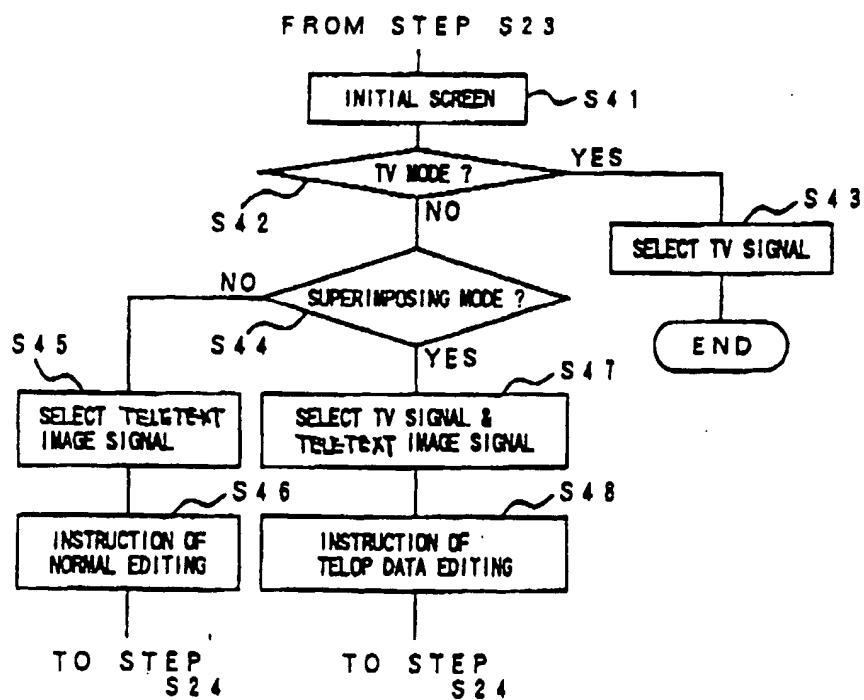 FROM STEP S23
INITIAL SCREEN
S41
TV MODE ?
YES
S42
NO
S43
SELECT TV SIGNAL
END
SUPERIMPOSING MODE ?
NO
S44
YES
S45
SELECT TELETEXT
IMAGE SIGNAL
S46
INSTRUCTION OF
NORMAL EDITING
TO STEP
S24
S47
SELECT TV SIGNAL &
TELETEXT IMAGE SIGNAL
S48
INSTRUCTION OF
TELOP DATA EDITING
TO STEP
S24